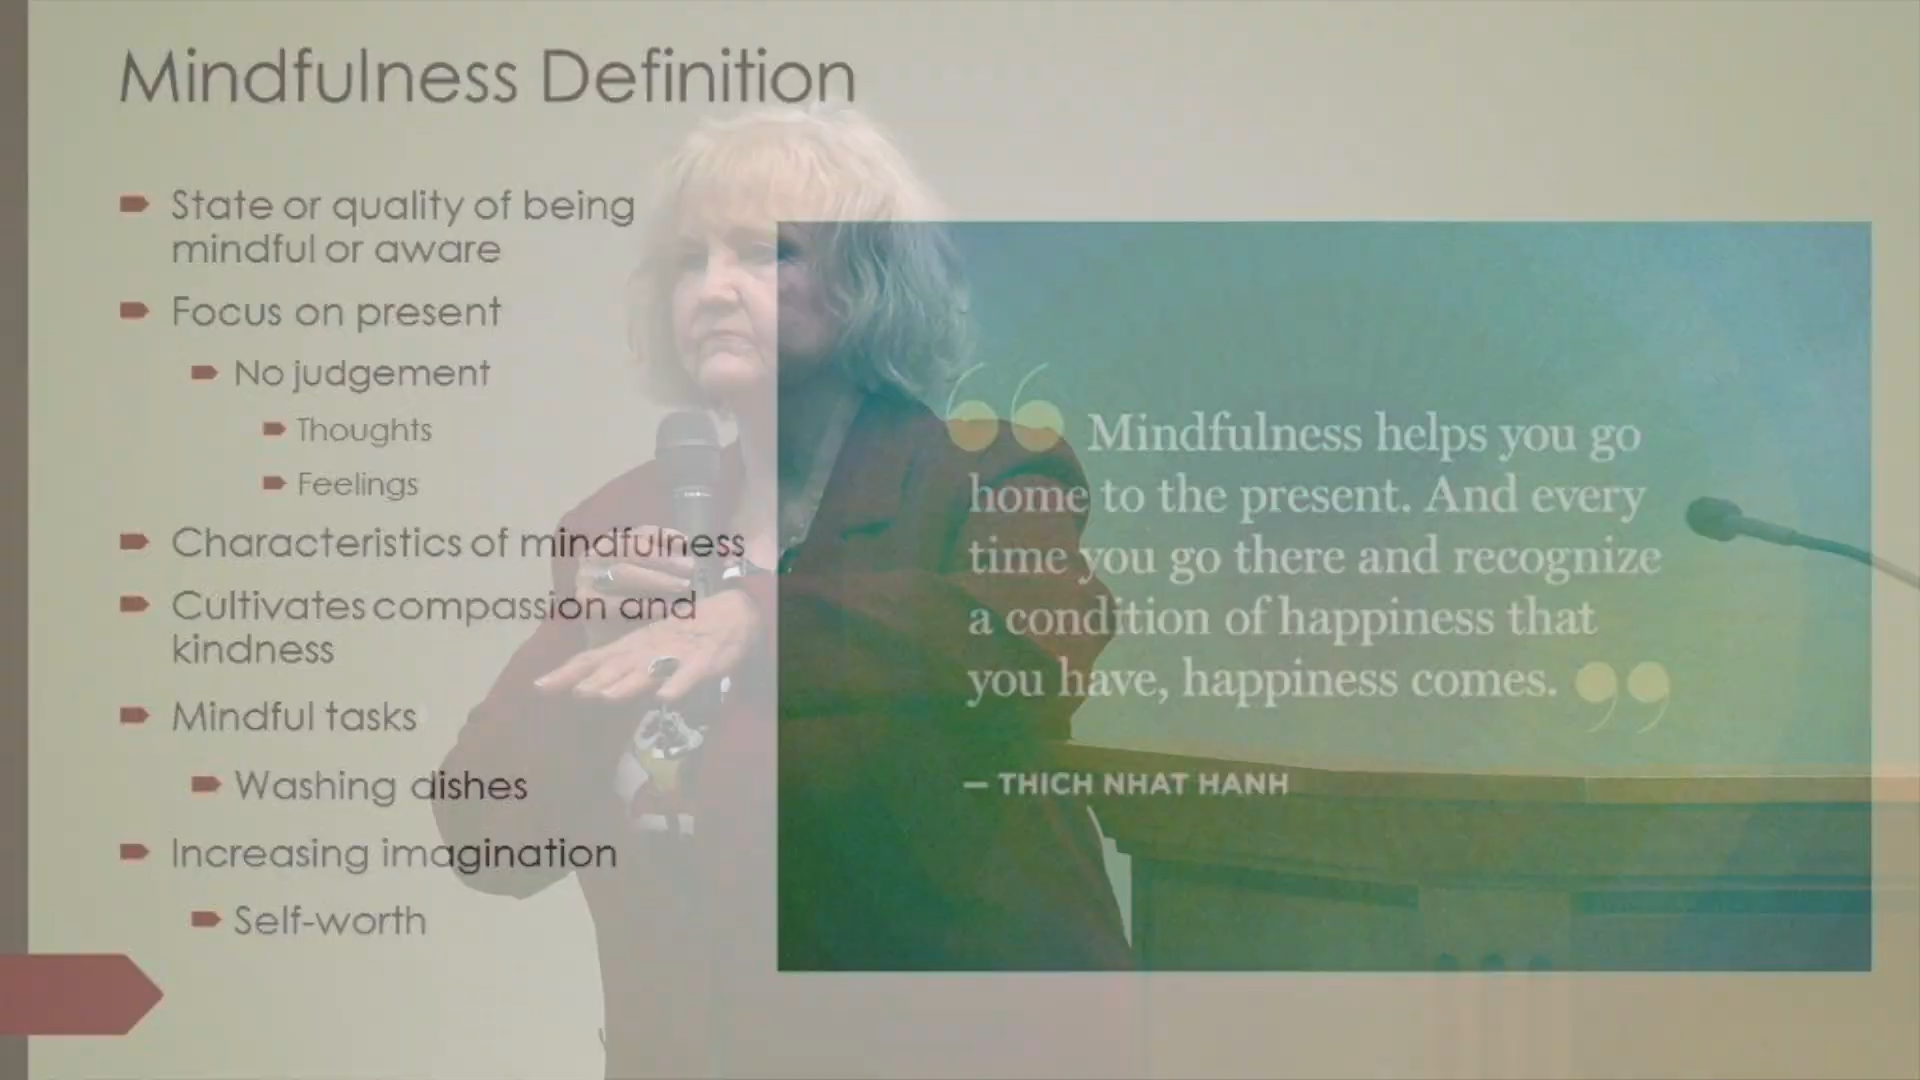 Mindfulness Definition
State or quality of being
mindful or aware
Focus on present
No judgement
Thoughts
Feelings
Characteristics of mindfulness
Cultivates compassion and
kindness
Mindful tasks
Washing dishes
Increasing imagination
Self-worth
“ Mindfulness helps you go
home to the present. And every
time you go there and recognize
a condition of happiness that
you have, happiness comes. ”
— THICH NHAT HANH